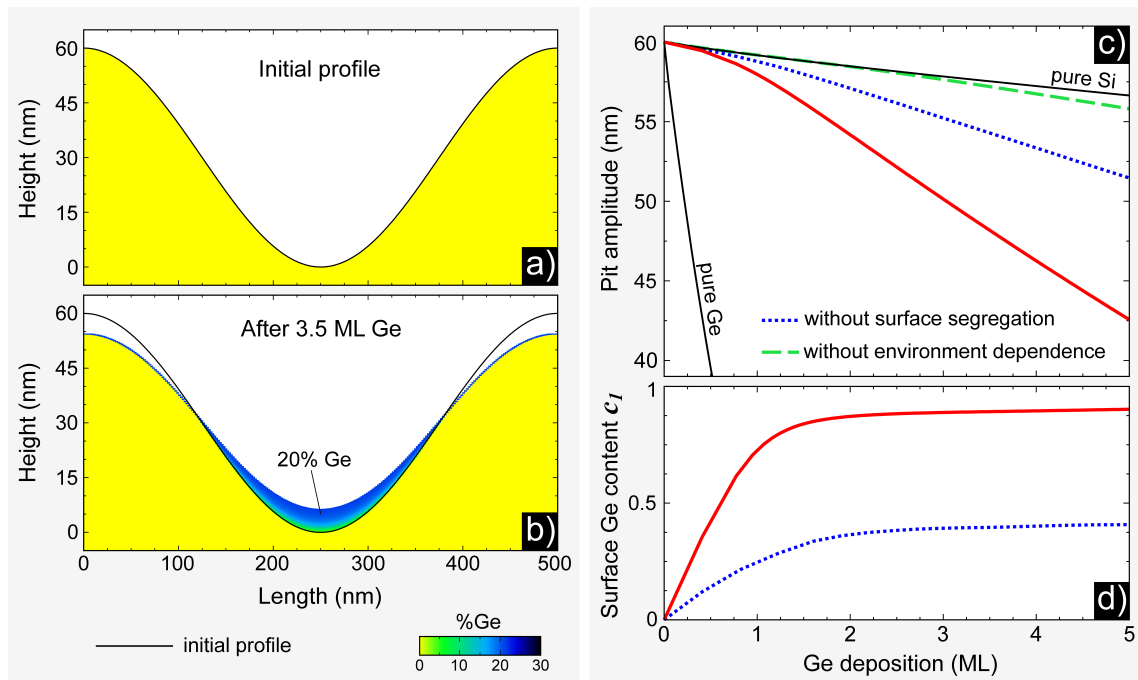 60
45
30
15
0
Height (nm)
Initial profile
a)
60
45
30
15
0
Height (nm)
After 3.5 ML Ge
20% Ge
b)
0 100 200 300 400 500
Length (nm)
initial profile
%Ge
0 10 20 30
60
55
50
45
40
Pit amplitude (nm)
c)
pure Si
pure Ge
without surface segregation
without environment dependence
1
0.5
0
Surface Ge content c1
d)
0 1 2 3 4 5
Ge deposition (ML)